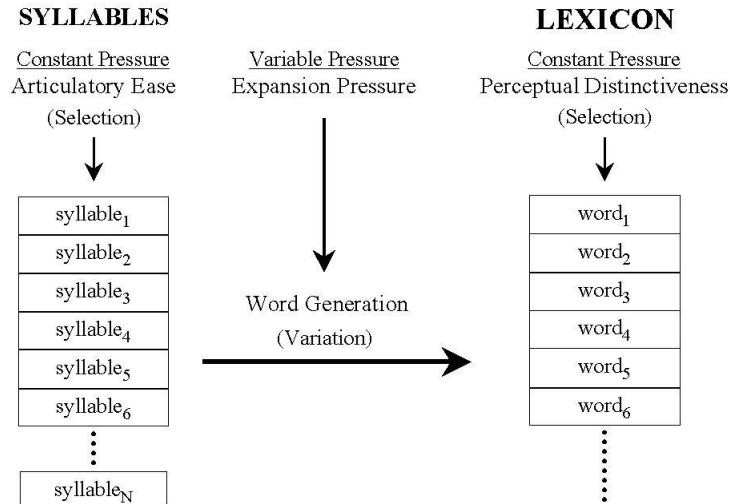 SYLLABLES
Constant Pressure
Articulatory Ease
(Selection)
syllable₁
syllable₂
syllable₃
syllable₄
syllable₅
syllable₆
syllable_N
Variable Pressure
Expansion Pressure
Word Generation
(Variation)
LEXICON
Constant Pressure
Perceptual Distinctiveness
(Selection)
word₁
word₂
word₃
word₄
word₅
word₆